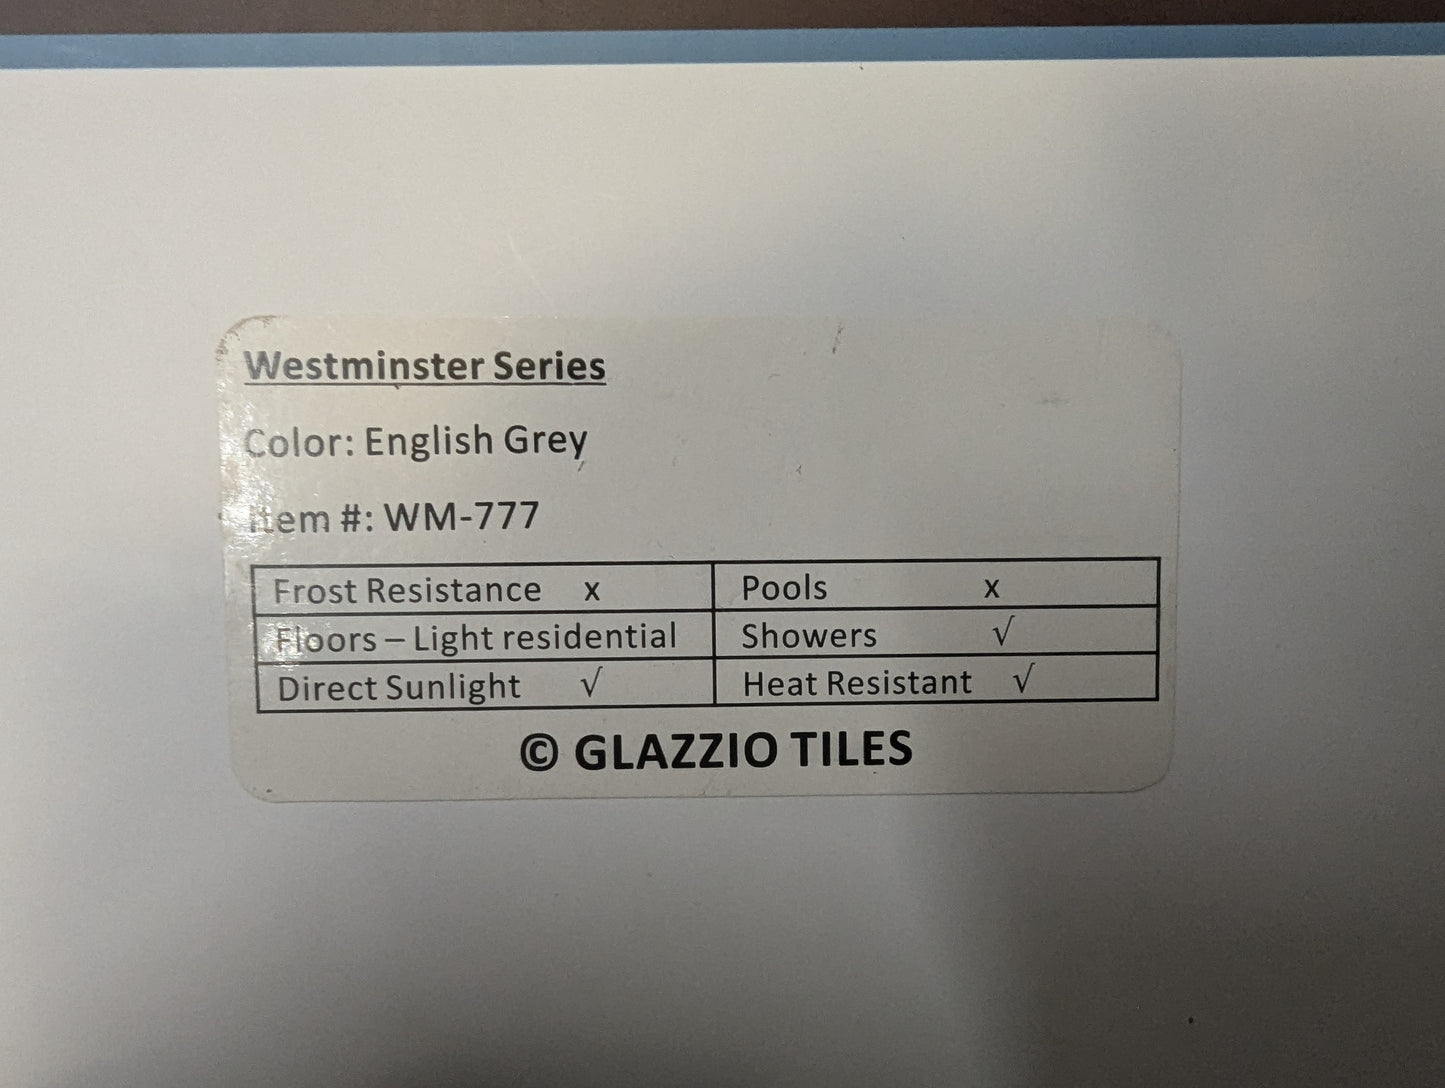 Westminster Series
Color: English Grey
Item #: WM-777
Frost Resistance x Pools x
Floors – Light residential Showers √
Direct Sunlight √ Heat Resistant √
© GLAZZIO TILES